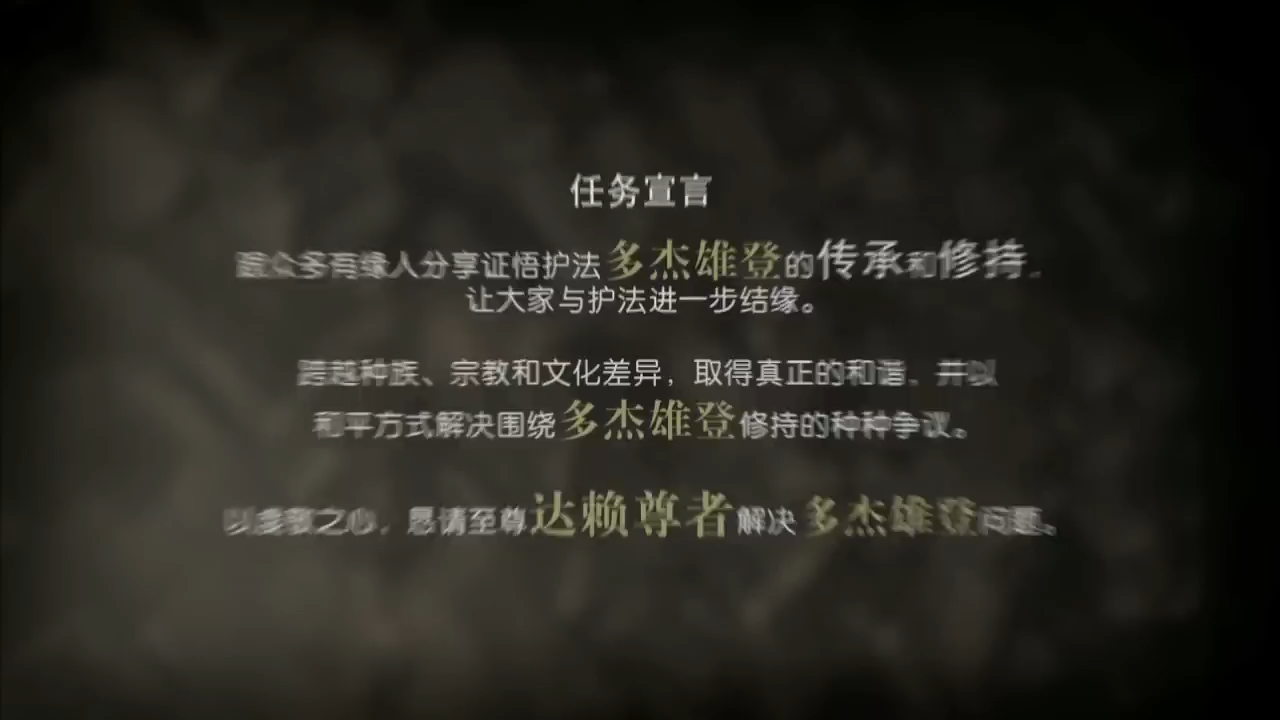 任务宣言
跟众多有缘人分享证悟护法多杰雄登的传承和修持，
让大家与护法进一步结缘。
跨越种族、宗教和文化差异，取得真正的和谐，并以
和平方式解决围绕多杰雄登修持的种种争议。
以虔敬之心，恳请至尊达赖尊者解决多杰雄登问题。